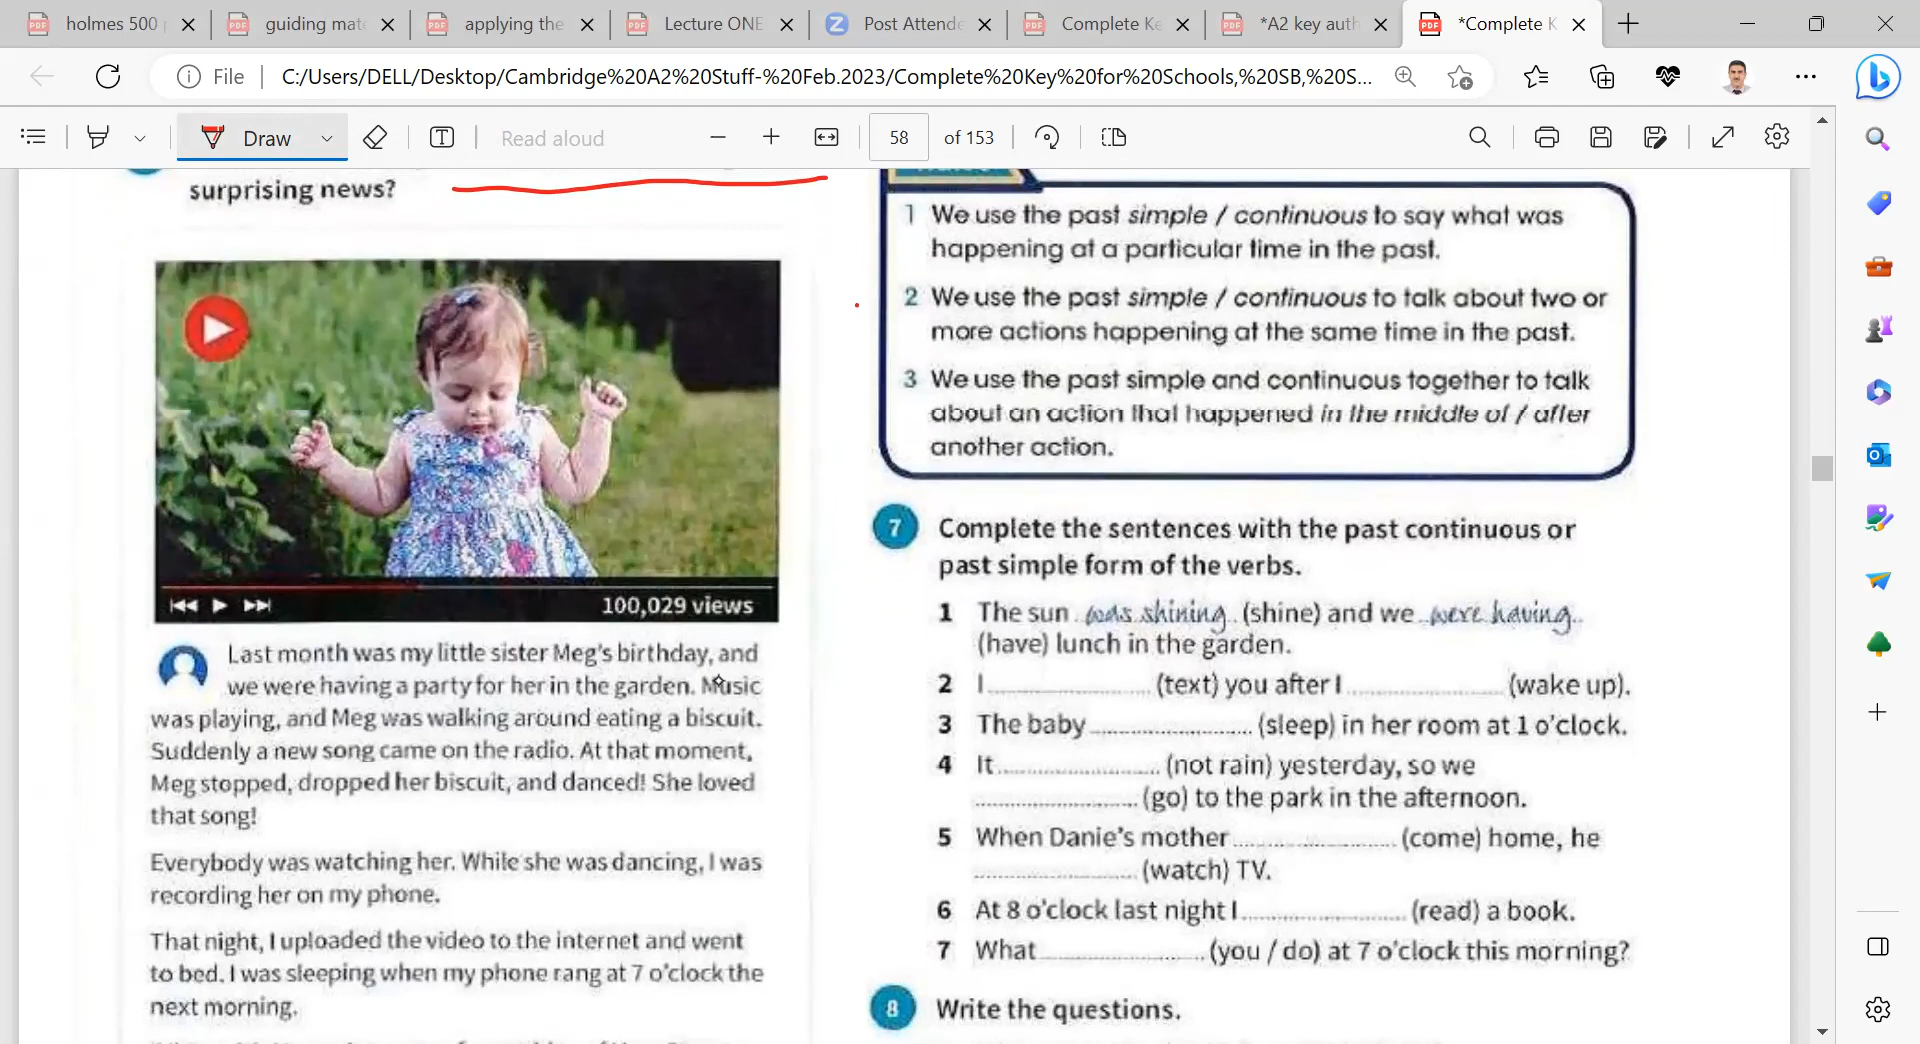 holmes 500
guiding mat
applying the
Lecture ONE
Post Attende
Complete Ke
*A2 key auth
*Complete K
File
C:/Users/DELL/Desktop/Cambridge%20A2%20Stuff-%20Feb.2023/Complete%20Key%20for%20Schools,%20SB,%20S...
Draw
Read aloud
58
of 153
surprising news?
100,029 views
Last month was my little sister Meg's birthday, and
we were having a party for her in the garden. Music
was playing, and Meg was walking around eating a biscuit.
Suddenly a new song came on the radio. At that moment,
Meg stopped, dropped her biscuit, and danced! She loved
that song!
Everybody was watching her. While she was dancing, I was
recording her on my phone.
That night, I uploaded the video to the internet and went
to bed. I was sleeping when my phone rang at 7 o'clock the
next morning.
1 We use the past simple / continuous to say what was
happening at a particular time in the past.
2 We use the past simple / continuous to talk about two or
more actions happening at the same time in the past.
3 We use the past simple and continuous together to talk
about an action that happened in the middle of / after
another action.
7 Complete the sentences with the past continuous or
past simple form of the verbs.
1 The sun was shining (shine) and we were having
(have) lunch in the garden.
2 I .................... (text) you after I .................... (wake up).
3 The baby .................... (sleep) in her room at 1 o'clock.
4 It .................... (not rain) yesterday, so we
.................... (go) to the park in the afternoon.
5 When Danie's mother .................... (come) home, he
.................... (watch) TV.
6 At 8 o'clock last night I .................... (read) a book.
7 What .................... (you / do) at 7 o'clock this morning?
8 Write the questions.